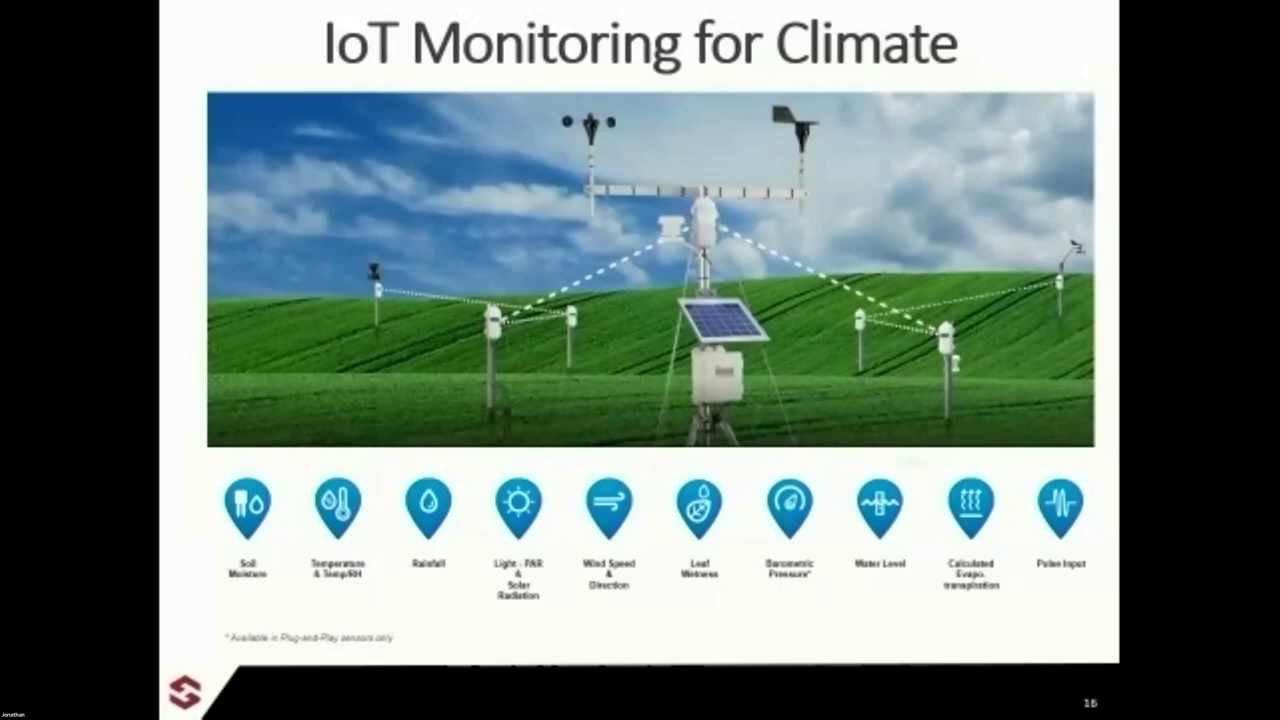 IoT Monitoring for Climate
Soil
Moisture
Temperature
& Temp/RH
Rainfall
Light - PAR
&
Solar
Radiation
Wind Speed
&
Direction
Leaf
Wetness
Barometric
Pressure*
Water Level
Calculated
Evapo.
transpiration
Pulse Input
* Available in Plug-and-Play sensors only
16
Jonathan